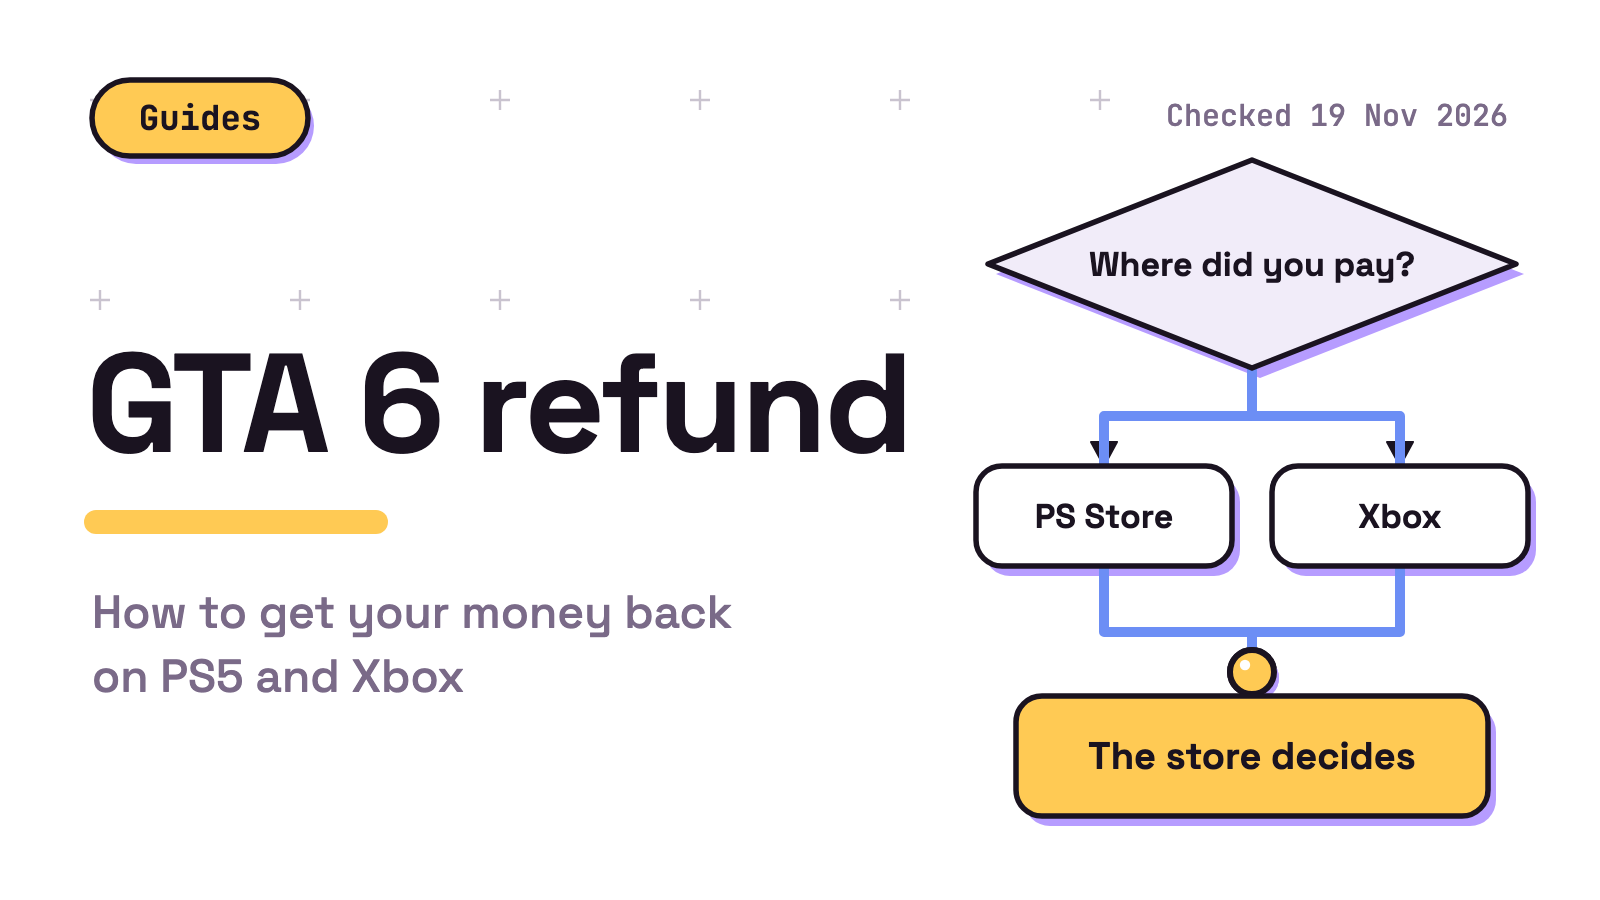 Guides
Checked 19 Nov 2026
GTA 6 refund
How to get your money back
on PS5 and Xbox
Where did you pay?
PS Store
Xbox
The store decides